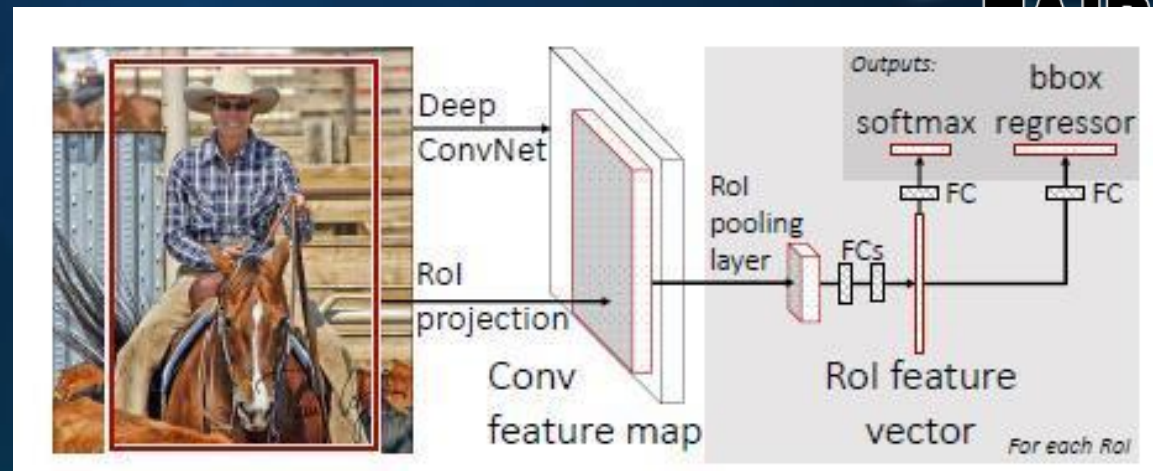 Deep
ConvNet
RoI
projection
Conv
feature map
RoI
pooling
layer
FCs
RoI feature
vector
For each RoI
Outputs:
softmax
bbox
regressor
FC
FC